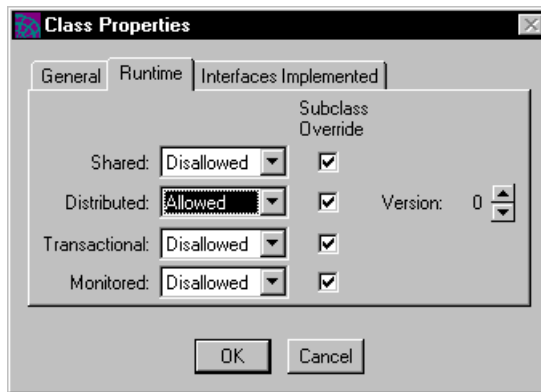 Class Properties
General Runtime Interfaces Implemented
Subclass
Override
Shared: Disallowed
Distributed: Allowed Version: 0
Transactional: Disallowed
Monitored: Disallowed
OK Cancel